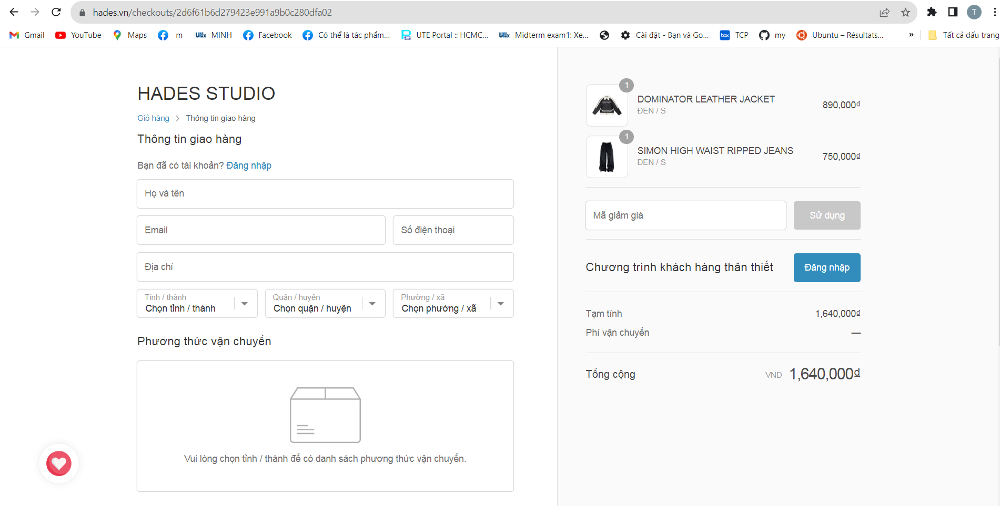 hades.vn/checkouts/2d6f61b6d279423e991a9b0c280dfa02
T
Gmail
YouTube
Maps
m
UTEx MINH
Facebook
Có thể là tác phẩm...
UTE Portal :: HCMC...
UTEx Midterm exam1: Xe...
Cài đặt - Bạn và Go...
box TCP
my
Ubuntu – Résultats...
»
Tất cả dấu trang
HADES STUDIO
Giỏ hàng > Thông tin giao hàng
Thông tin giao hàng
Bạn đã có tài khoản? Đăng nhập
Họ và tên
Email
Số điện thoại
Địa chỉ
Tỉnh / thành
Chọn tỉnh / thành
Quận / huyện
Chọn quận / huyện
Phường / xã
Chọn phường / xã
Phương thức vận chuyển
Vui lòng chọn tỉnh / thành để có danh sách phương thức vận chuyển.
1
DOMINATOR LEATHER JACKET
ĐEN / S
890,000₫
1
SIMON HIGH WAIST RIPPED JEANS
ĐEN / S
750,000₫
Mã giảm giá
Sử dụng
Chương trình khách hàng thân thiết
Đăng nhập
Tạm tính
1,640,000₫
Phí vận chuyển
—
Tổng cộng
VND 1,640,000₫